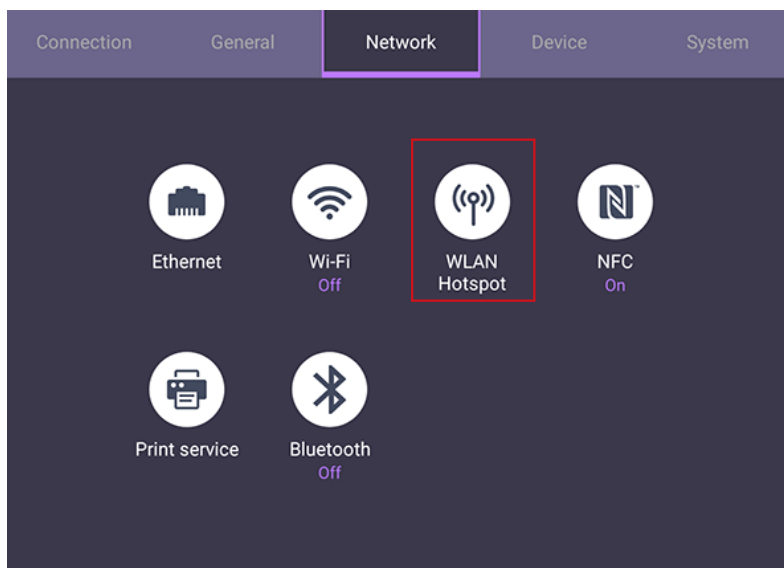 Connection General Network Device System
Ethernet
Wi-Fi
Off
WLAN
Hotspot
NFC
On
Print service
Bluetooth
Off